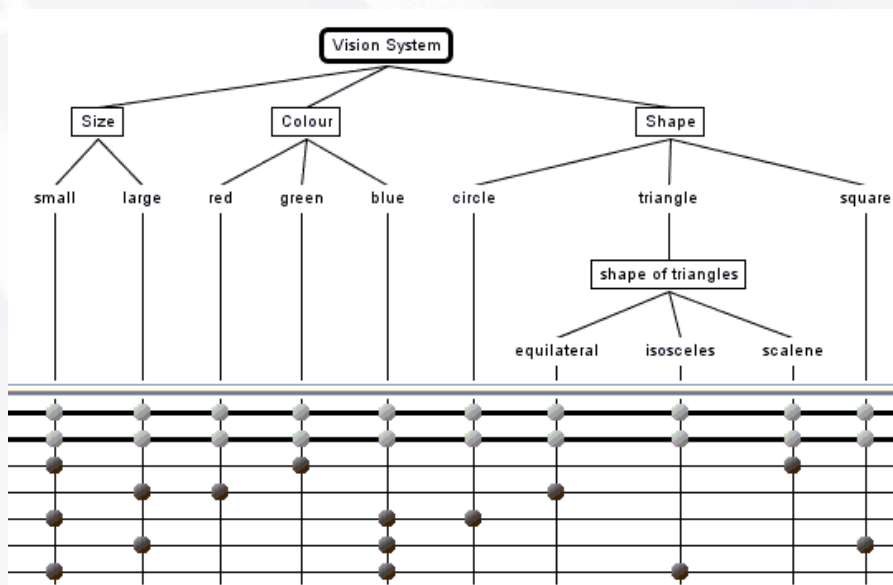 Vision System
Size Colour Shape
small large red green blue circle triangle square
shape of triangles
equilateral isosceles scalene